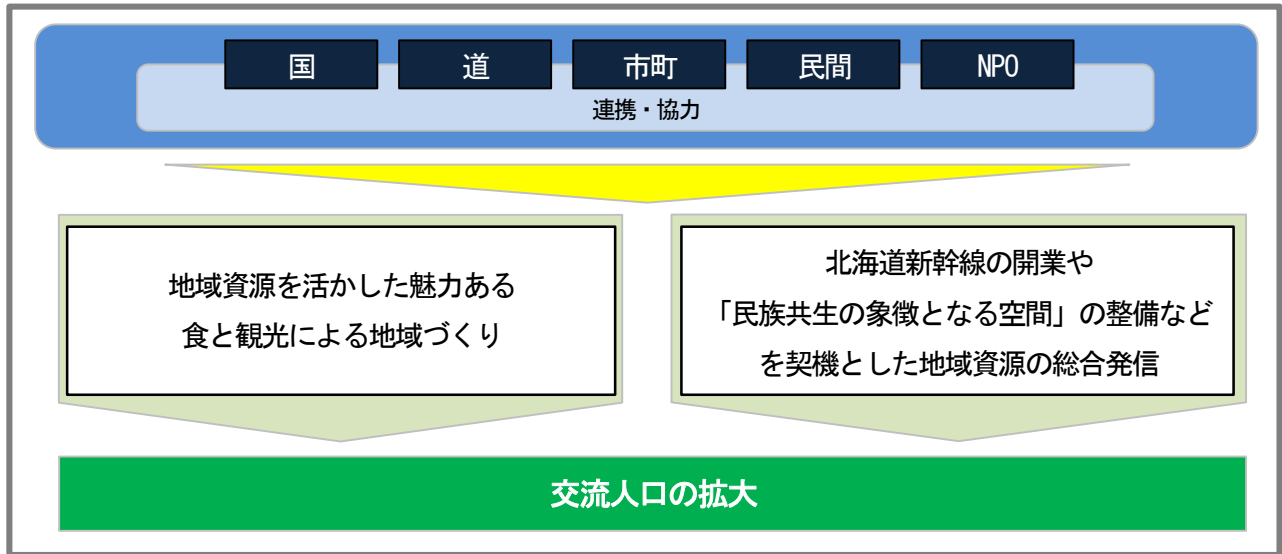 国 道 市町 民間 NPO
連携・協力
地域資源を活かした魅力ある
食と観光による地域づくり
北海道新幹線の開業や
「民族共生の象徴となる空間」の整備など
を契機とした地域資源の総合発信
交流人口の拡大